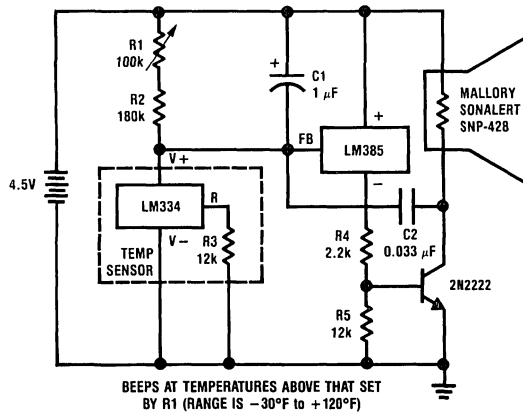 R1
100k
R2
180k
+
C1
1 µF
MALLORY
SONALERT
SNP-428
FB
+
LM385
−
V+
4.5V
LM334
R
V−
TEMP
SENSOR
R3
12k
R4
2.2k
C2
0.033 µF
2N2222
R5
12k
BEEPS AT TEMPERATURES ABOVE THAT SET
BY R1 (RANGE IS −30°F to +120°F)